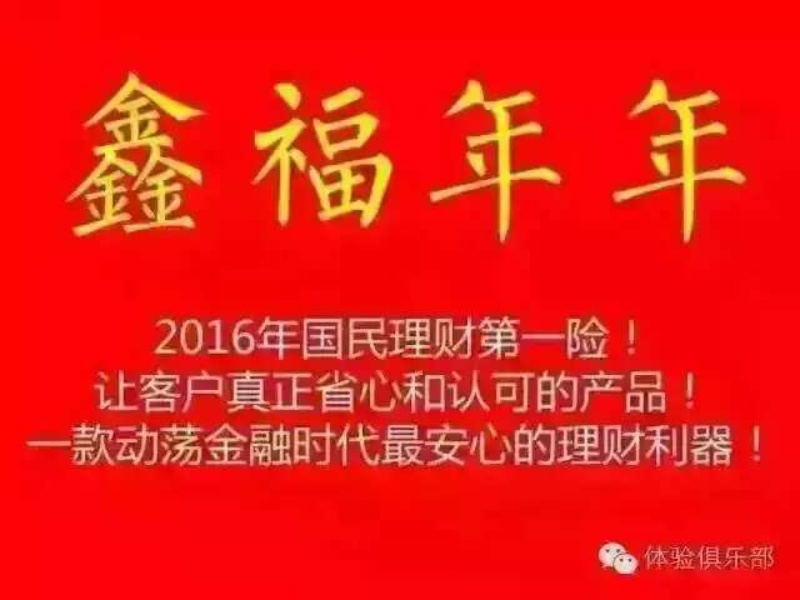 鑫福年年
2016年国民理财第一险！
让客户真正省心和认可的产品！
一款动荡金融时代最安心的理财利器！
体验俱乐部